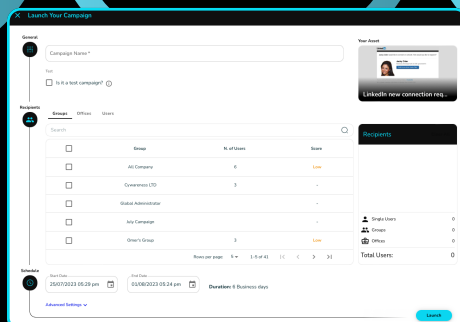 Launch Your Campaign
General
Campaign Name *
Test
Is it a test campaign?
Your Asset
LinkedIn new connection req...
Recipients
Groups Offices Users
Search
Group N. of Users Score
All Company 6 Low
Cywareness LTD 3 -
Global Administrator -
July Campaign -
Omer's Group 3 Low
Rows per page 5 1-5 of 41
Recipients
Single Users 0
Groups 0
Offices 0
Total Users: 0
Schedule
Start Date
25/07/2023 05:29 pm
End Date
01/08/2023 05:24 pm
Duration: 6 Business days
Advanced Settings
Launch